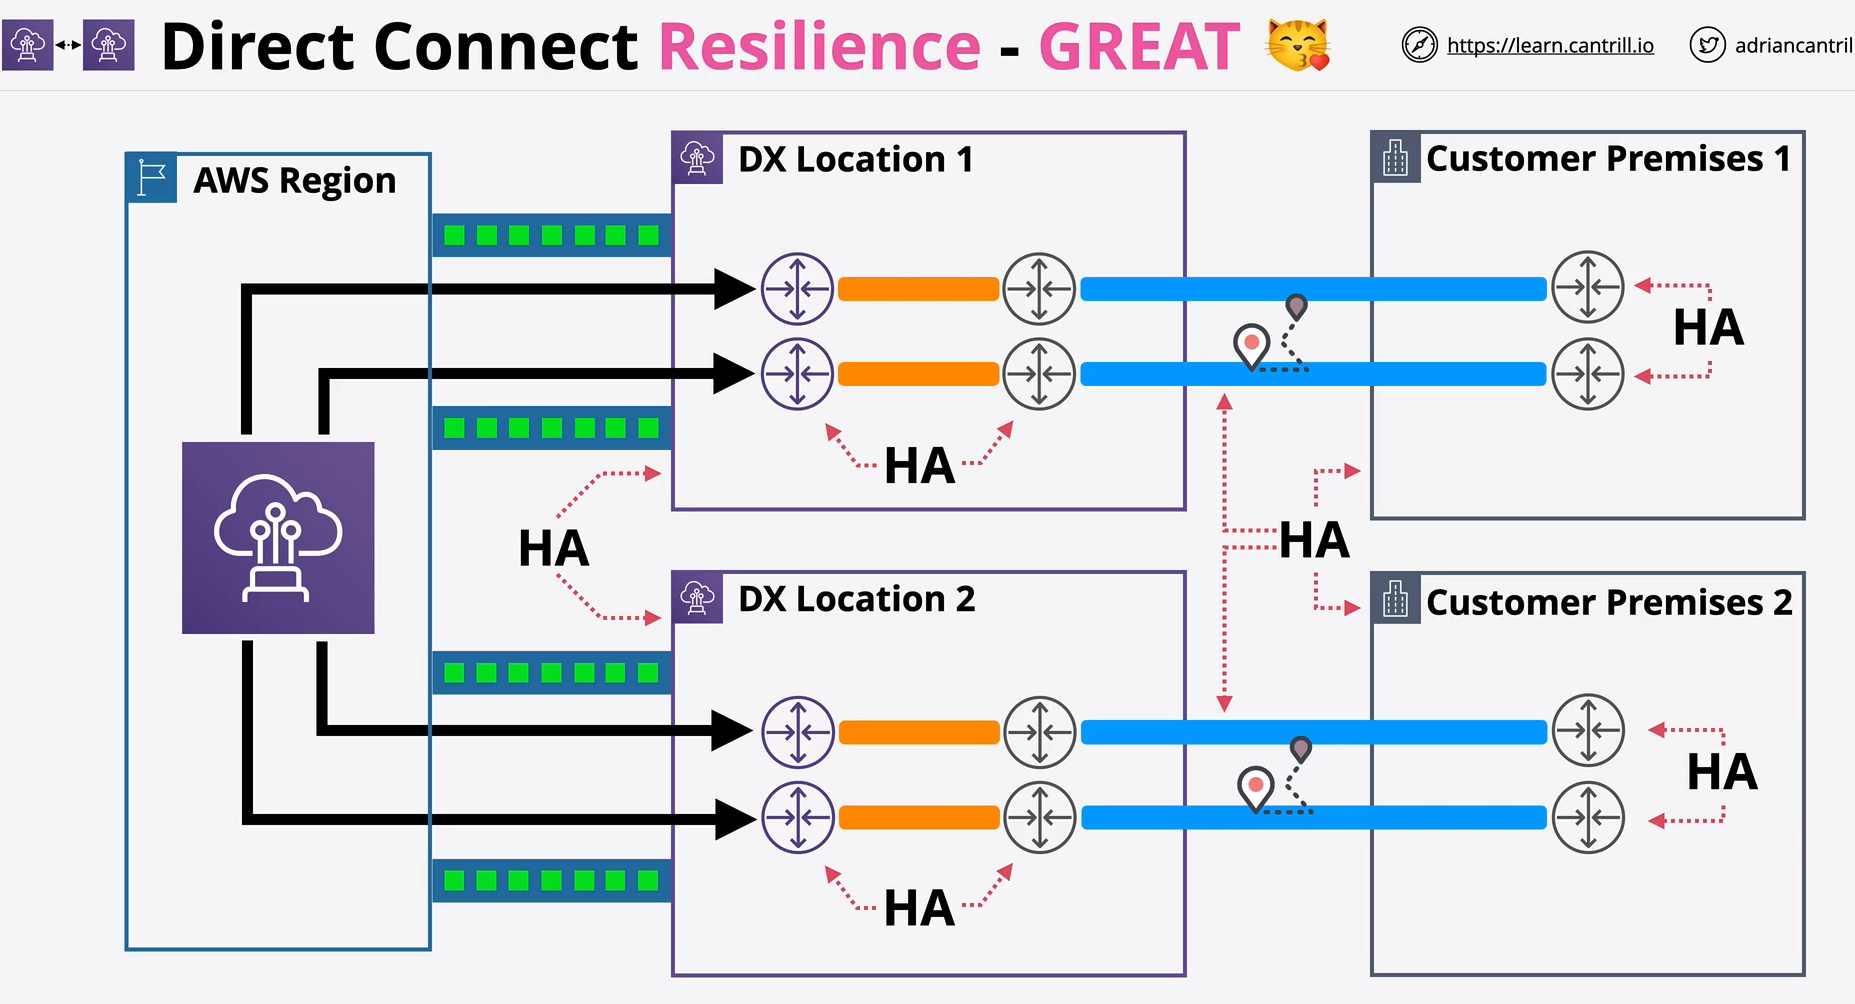 Direct Connect Resilience - GREAT
https://learn.cantrill.io
adriancantril
AWS Region
DX Location 1
Customer Premises 1
HA
HA
HA
HA
DX Location 2
Customer Premises 2
HA
HA